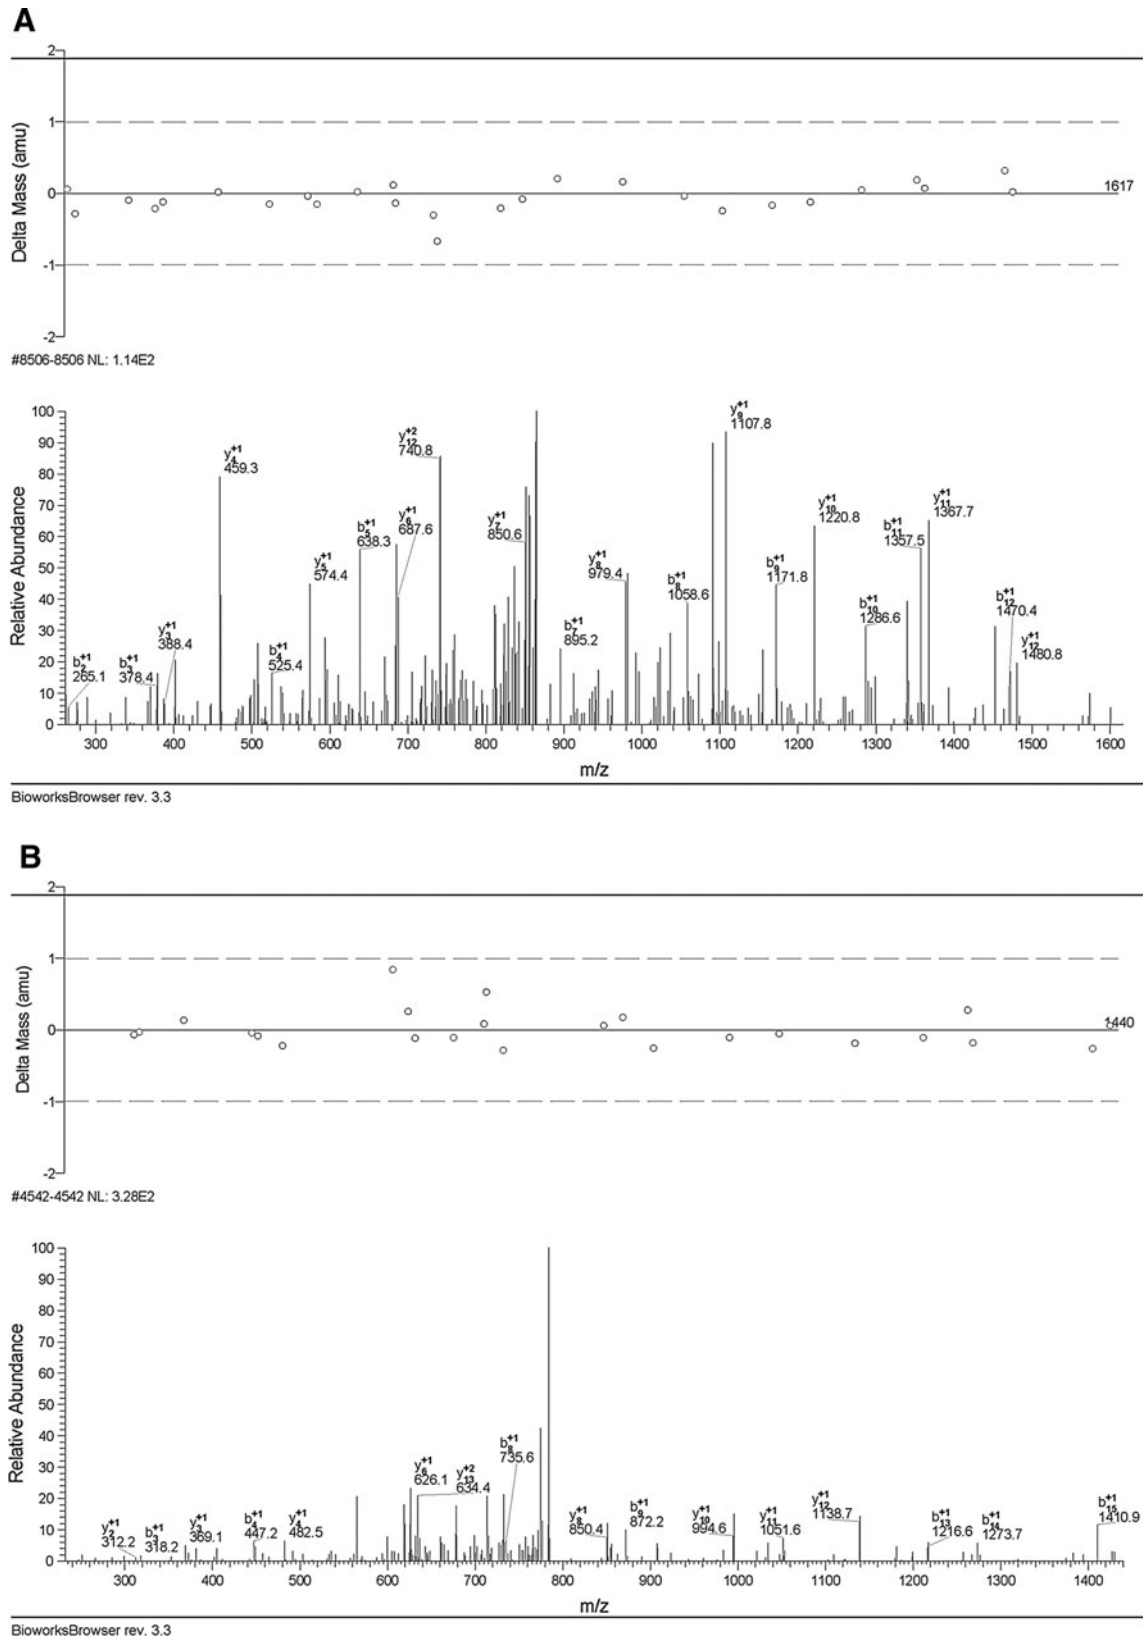 A
2
1
0
-1
-2
Delta Mass (amu)
1617
#8506-8506 NL: 1.14E2
100
90
80
70
60
50
40
30
20
10
0
Relative Abundance
b2+1
265.1
b3+1
378.4
y3+1
388.4
y4+1
459.3
b4+1
525.4
y5+1
574.4
b5+1
638.3
y6+1
687.6
y12+2
740.8
y7+1
850.6
b7+1
895.2
y8+1
979.4
b8+1
1058.6
y9+1
1107.8
b9+1
1171.8
y10+1
1220.8
b10+1
1286.6
b11+1
1357.5
y11+1
1367.7
b12+1
1470.4
y12+1
1480.8
300 400 500 600 700 800 900 1000 1100 1200 1300 1400 1500 1600
m/z
BioworksBrowser rev. 3.3
B
2
1
0
-1
-2
Delta Mass (amu)
1440
#4542-4542 NL: 3.28E2
100
90
80
70
60
50
40
30
20
10
0
Relative Abundance
y2+1
312.2
b3+1
318.2
y3+1
369.1
b4+1
447.2
y4+1
482.5
y6+1
626.1
y13+2
634.4
b8+1
735.6
y8+1
850.4
b9+1
872.2
y10+1
994.6
y11+1
1051.6
y12+1
1138.7
b13+1
1216.6
b14+1
1273.7
b15+1
1410.9
300 400 500 600 700 800 900 1000 1100 1200 1300 1400
m/z
BioworksBrowser rev. 3.3